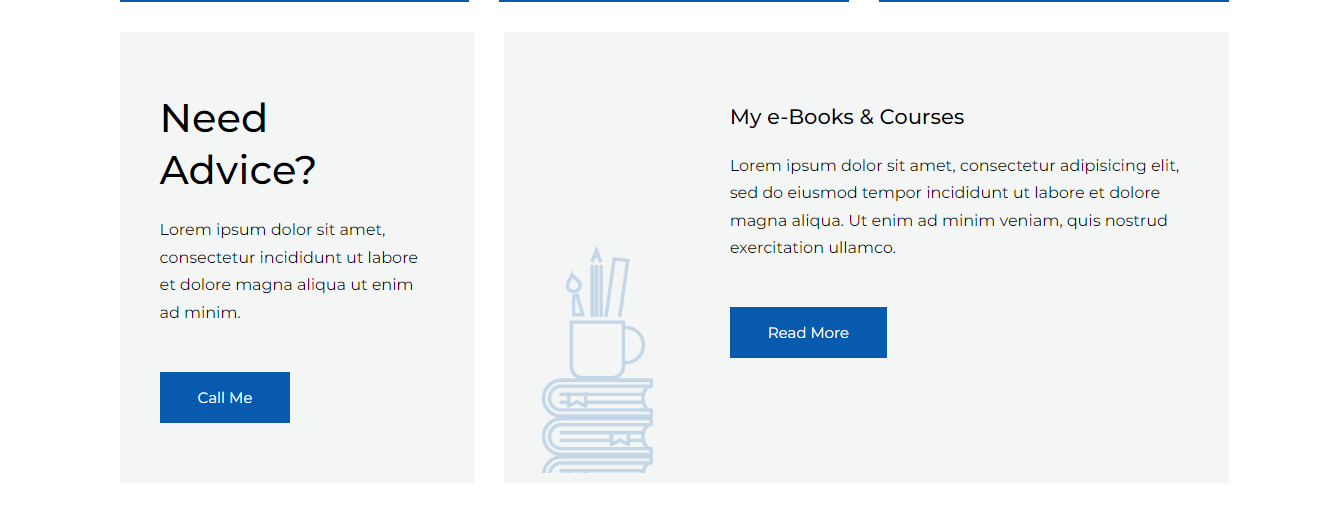 Need
Advice?
Lorem ipsum dolor sit amet,
consectetur incididunt ut labore
et dolore magna aliqua ut enim
ad minim.
Call Me
My e-Books & Courses
Lorem ipsum dolor sit amet, consectetur adipisicing elit,
sed do eiusmod tempor incididunt ut labore et dolore
magna aliqua. Ut enim ad minim veniam, quis nostrud
exercitation ullamco.
Read More